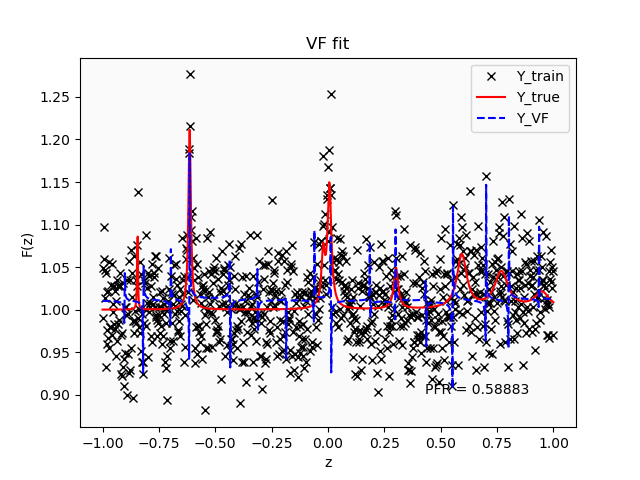 VF fit
Y_train
Y_true
Y_VF
F(z)
1.25
1.20
1.15
1.10
1.05
1.00
0.95
0.90
PFR = 0.58883
−1.00 −0.75 −0.50 −0.25 0.00 0.25 0.50 0.75 1.00
z